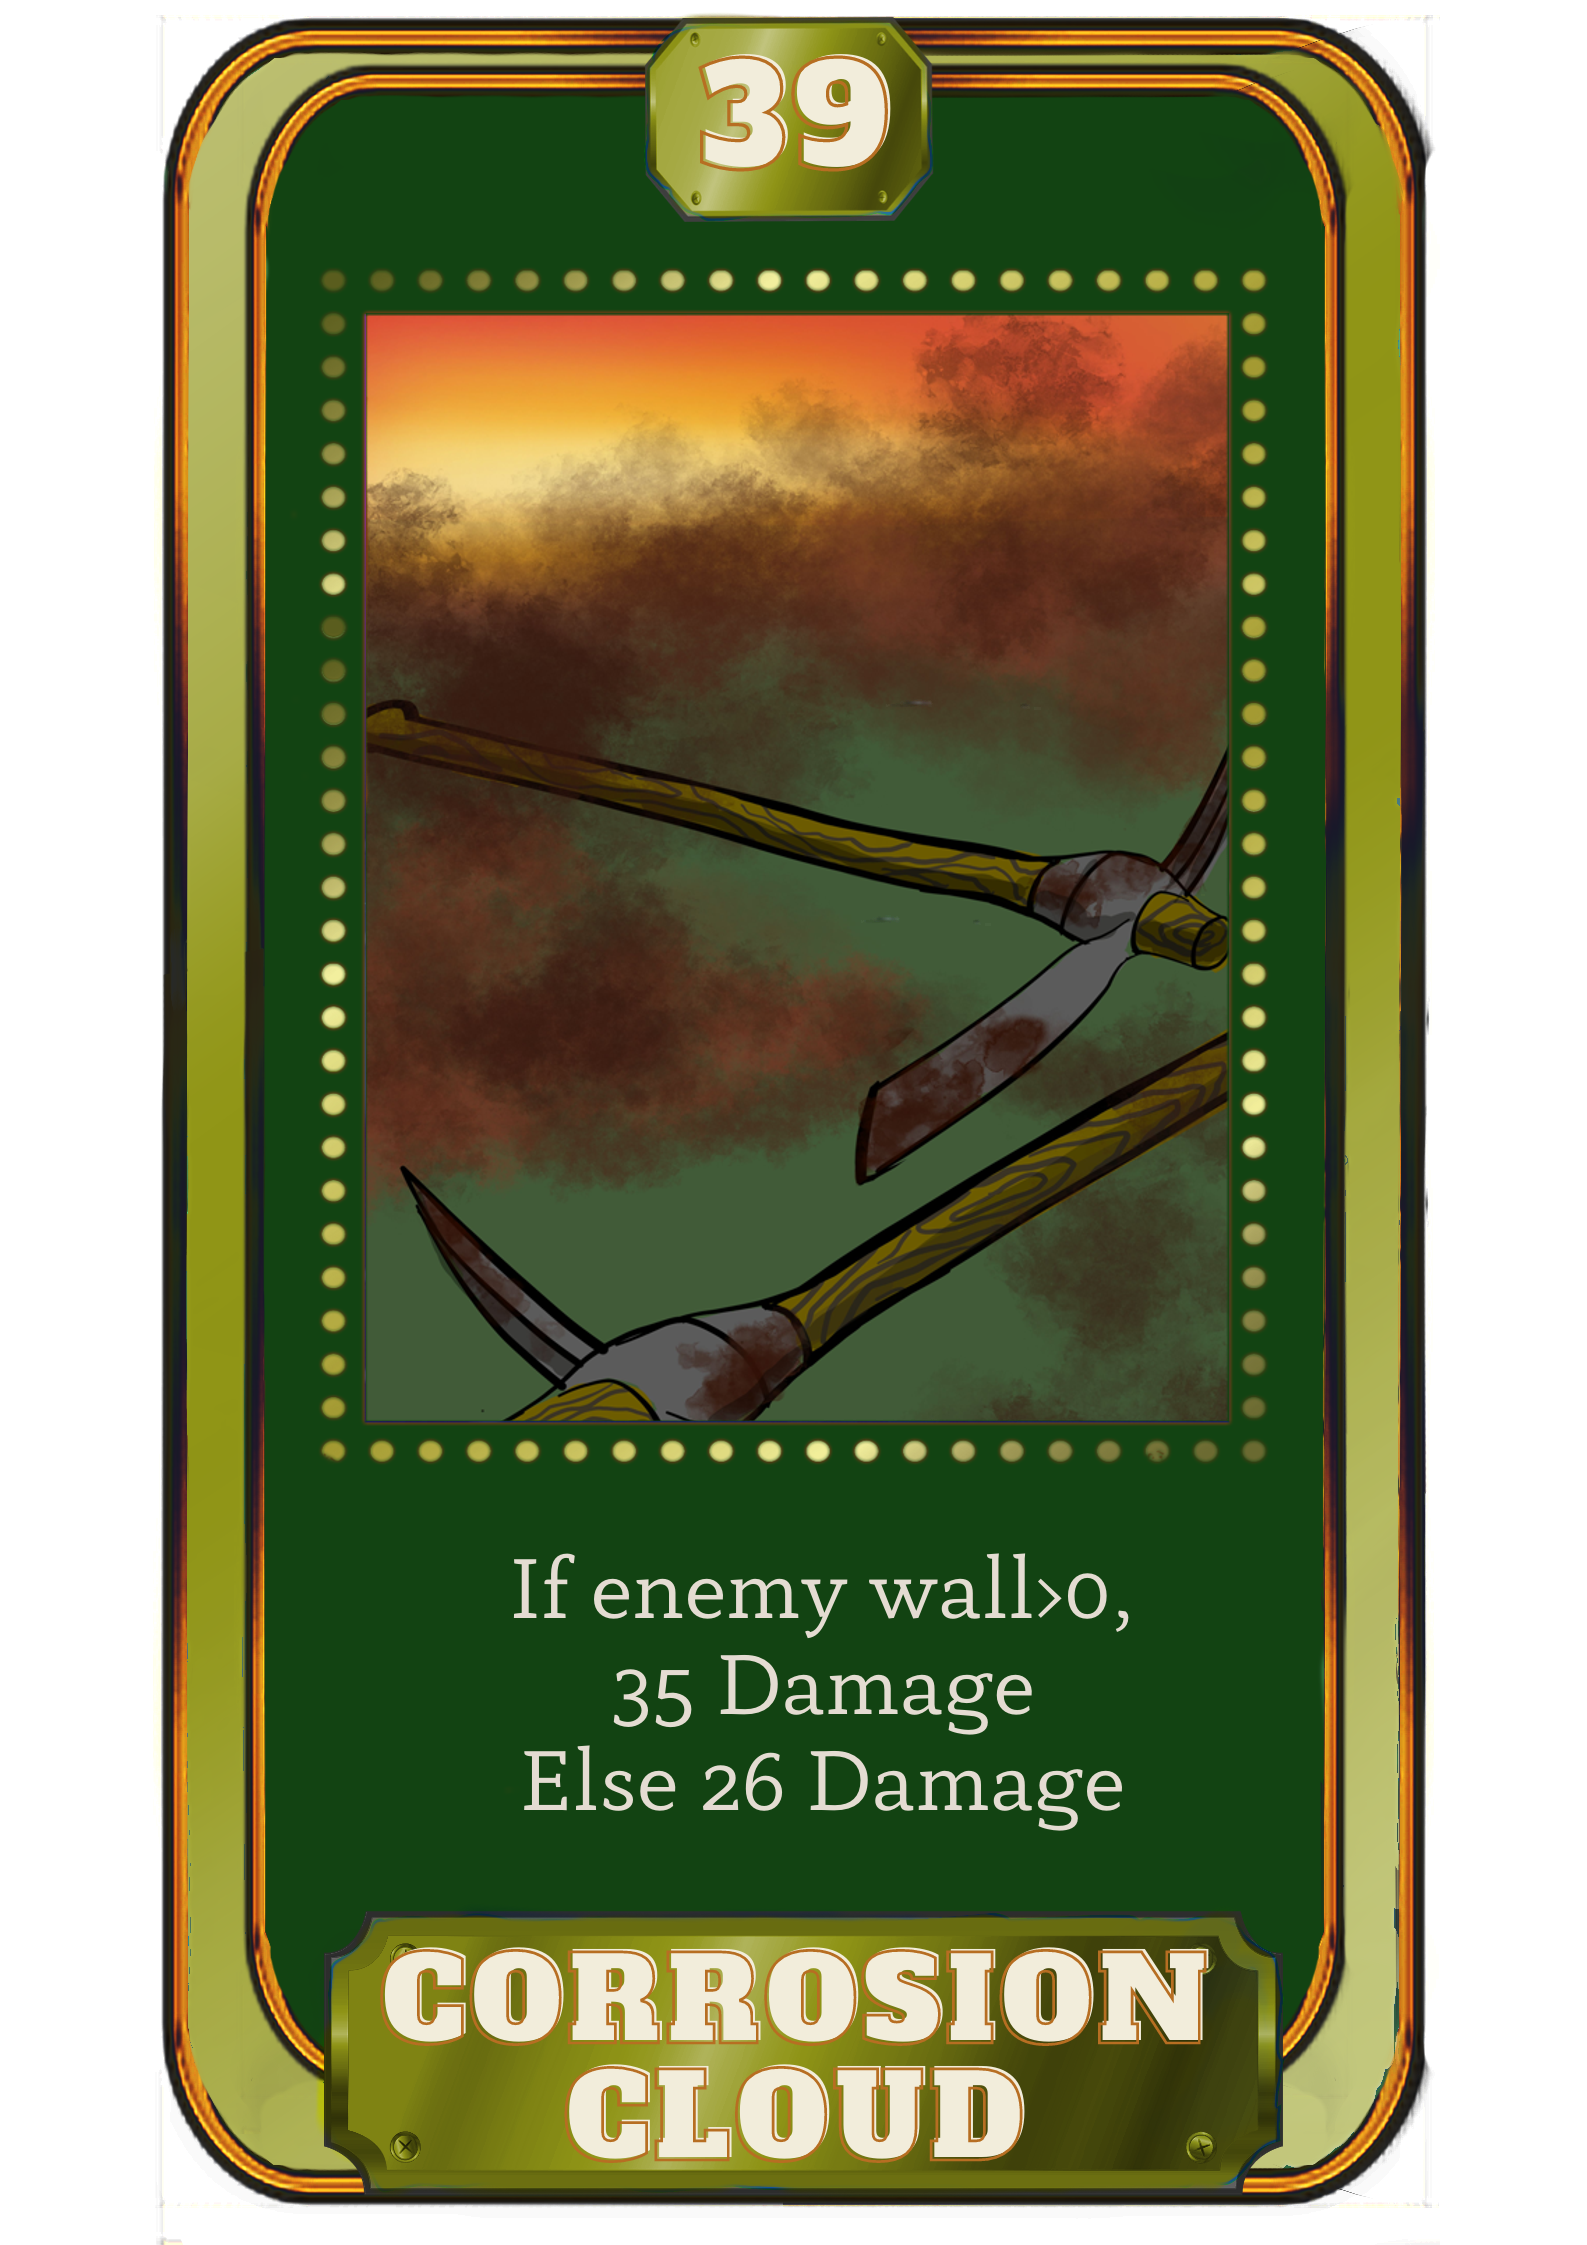 39
If enemy wall>0,
35 Damage
Else 26 Damage
CORROSION
CLOUD